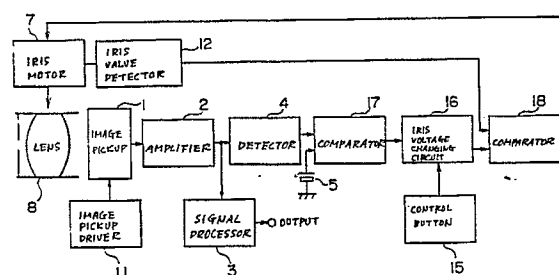 7
IRIS
MOTOR
12
IRIS
VALUE
DETECTOR
1
IMAGE
PICKUP
2
AMPLIFIER
4
DETECTOR
17
COMPARATOR
16
IRIS
VOLTAGE
CHANGING
CIRCUIT
18
COMPARATOR
LENS
8
5
IMAGE
PICKUP
DRIVER
11
SIGNAL
PROCESSOR
3
OUTPUT
CONTROL
BUTTON
15